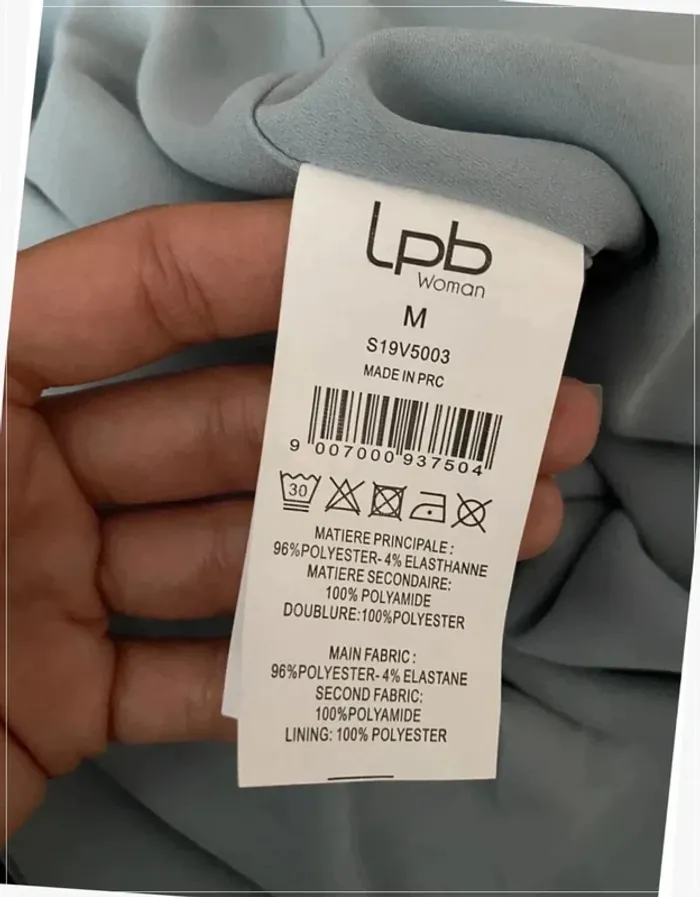 lpb
Woman
M
S19V5003
MADE IN PRC
9 007000 937504
30
MATIERE PRINCIPALE :
96%POLYESTER- 4% ELASTHANNE
MATIERE SECONDAIRE:
100% POLYAMIDE
DOUBLURE:100%POLYESTER
MAIN FABRIC :
96%POLYESTER- 4% ELASTANE
SECOND FABRIC:
100%POLYAMIDE
LINING: 100% POLYESTER